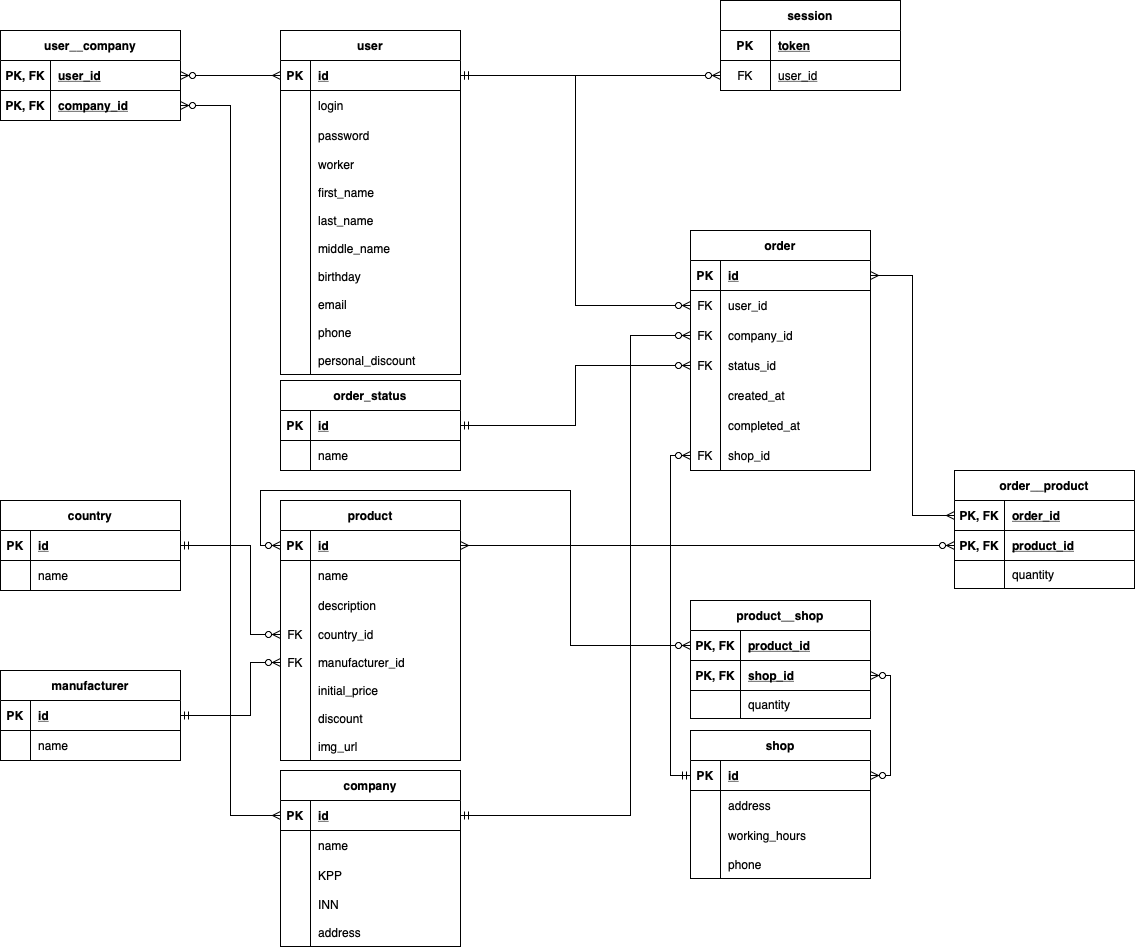 user__company
PK, FK user_id
PK, FK company_id
user
PK id
login
password
worker
first_name
last_name
middle_name
birthday
email
phone
personal_discount
session
PK token
FK user_id
order
PK id
FK user_id
FK company_id
FK status_id
created_at
completed_at
FK shop_id
order_status
PK id
name
order__product
PK, FK order_id
PK, FK product_id
quantity
country
PK id
name
product
PK id
name
description
FK country_id
FK manufacturer_id
initial_price
discount
img_url
product__shop
PK, FK product_id
PK, FK shop_id
quantity
manufacturer
PK id
name
shop
PK id
address
working_hours
phone
company
PK id
name
KPP
INN
address